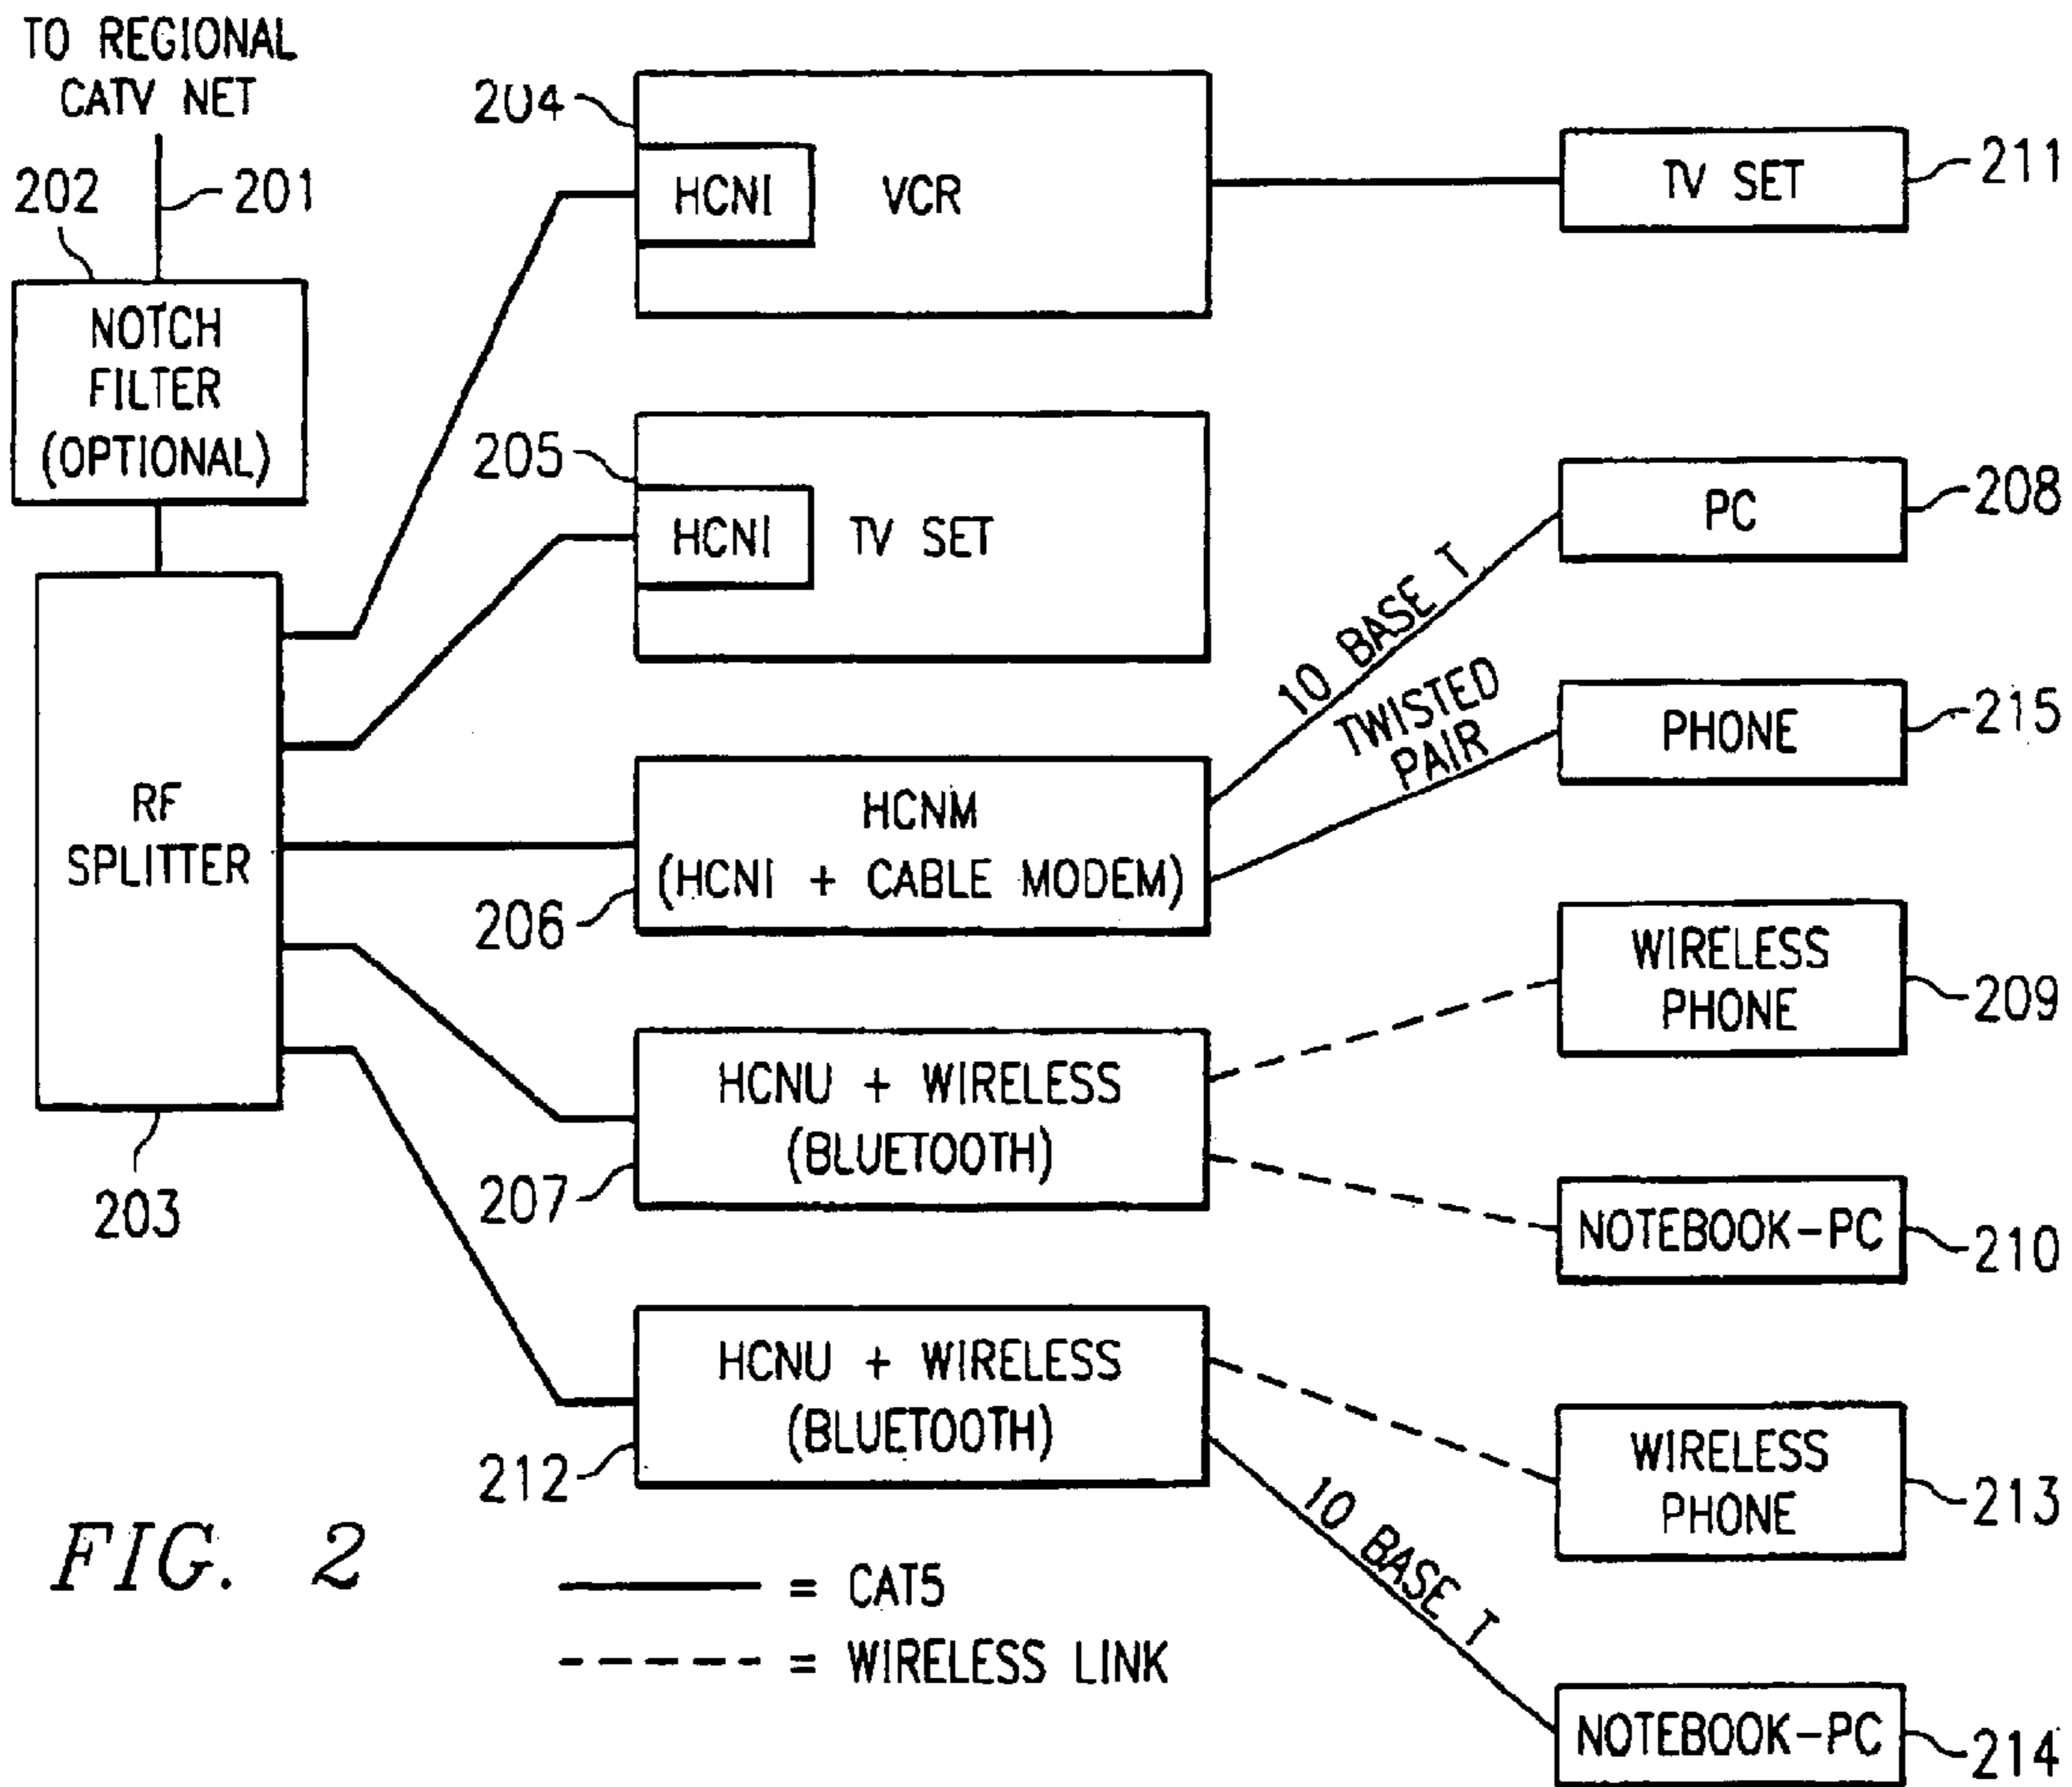 TO REGIONAL
CATV NET
202
201
NOTCH
FILTER
(OPTIONAL)
RF
SPLITTER
203
204
HCNI
VCR
TV SET
211
205
HCNI
TV SET
10 BASE T
PC
208
TWISTED
PAIR
PHONE
215
HCNM
(HCNI + CABLE MODEM)
206
WIRELESS
PHONE
209
HCNU + WIRELESS
(BLUETOOTH)
207
NOTEBOOK-PC
210
HCNU + WIRELESS
(BLUETOOTH)
212
WIRELESS
PHONE
213
10 BASE T
NOTEBOOK-PC
214
FIG. 2
= CAT5
= WIRELESS LINK